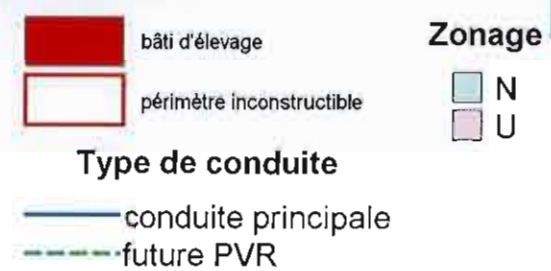 bâti d'élevage
périmètre inconstructible
Zonage
N
U
Type de conduite
conduite principale
future PVR